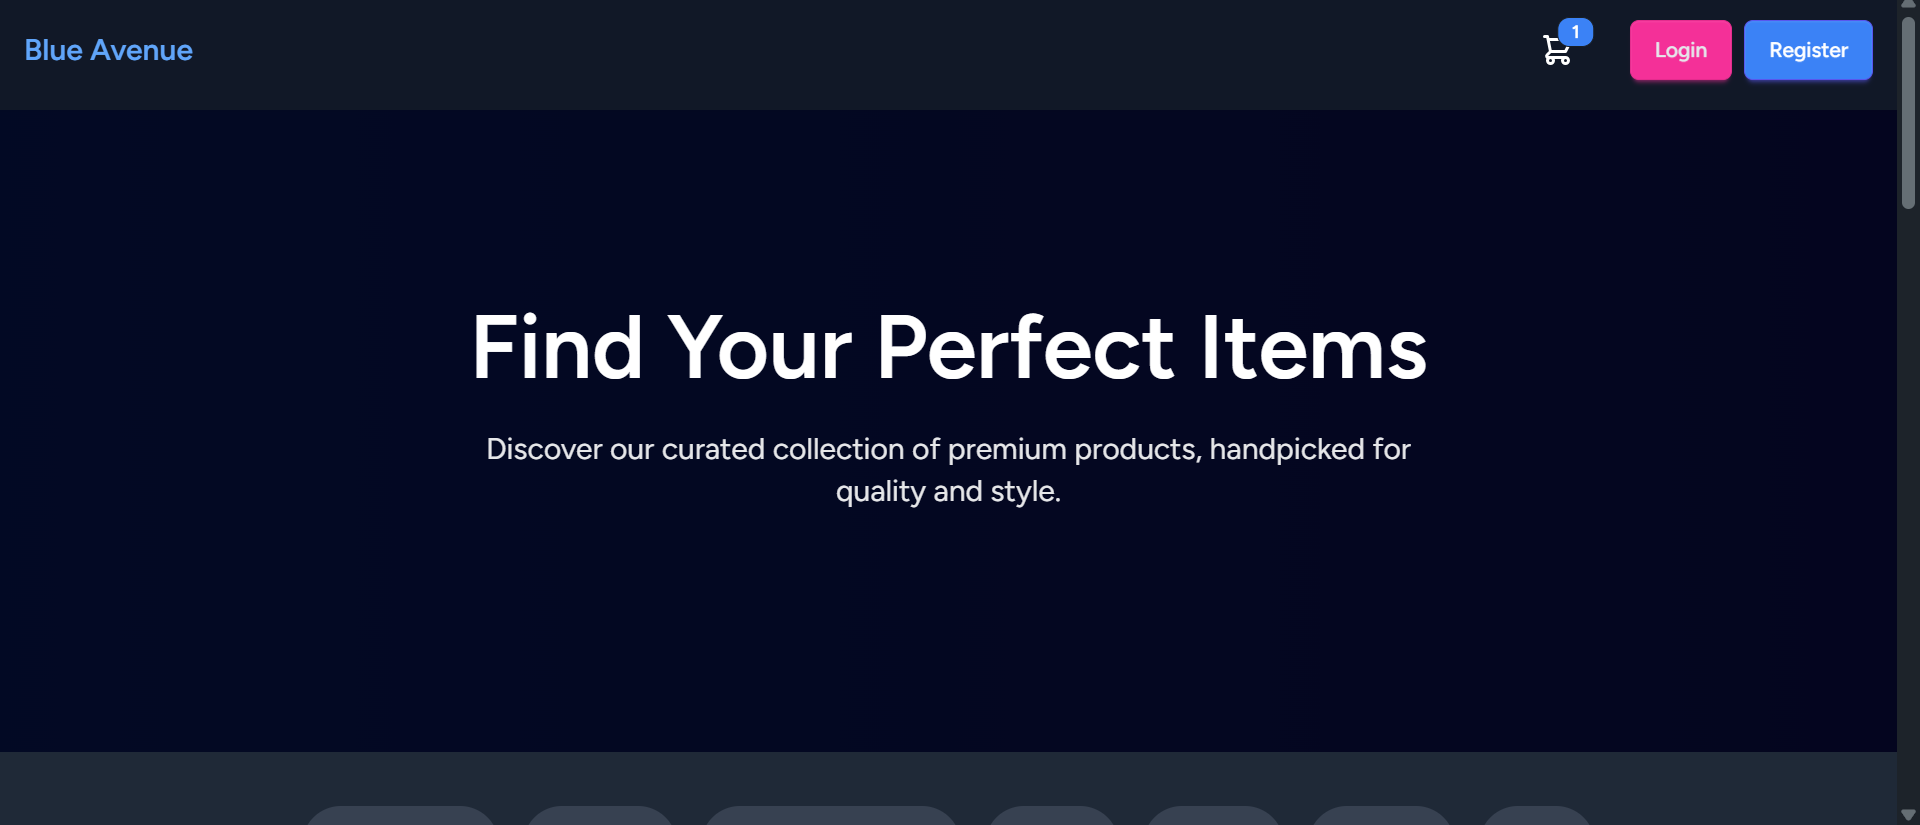 Blue Avenue
1
Login
Register
Find Your Perfect Items
Discover our curated collection of premium products, handpicked for
quality and style.